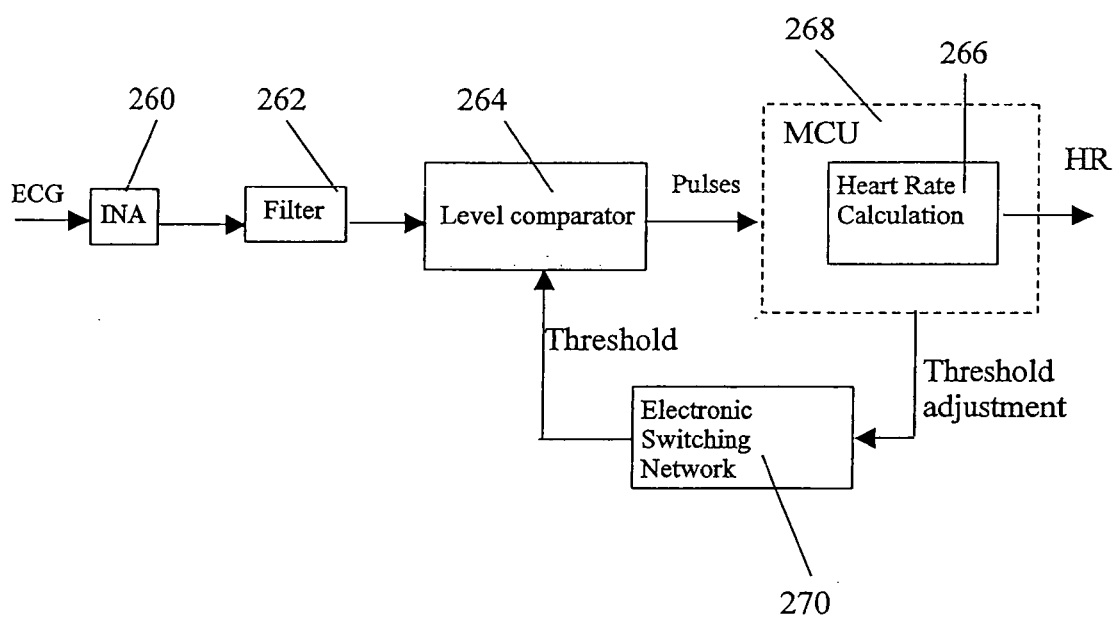 268
266
260
262
264
MCU
HR
ECG
INA
Filter
Level comparator
Pulses
Heart Rate
Calculation
Threshold
Threshold
adjustment
Electronic
Switching
Network
270